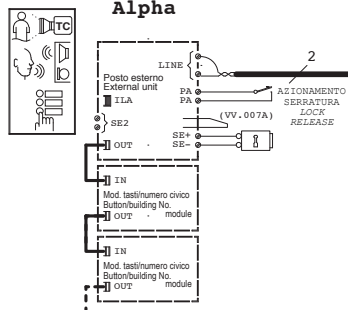 Alpha
TC
2
LINE
Posto esterno
External unit
PA
PA
AZIONAMENTO
SERRATURA
LOCK
RELEASE
ILA
(VV.007A)
SE2
SE+
SE-
OUT
IN
Mod. tasti/numero civico
Button/building No.
module
OUT
IN
Mod. tasti/numero civico
Button/building No.
module
OUT